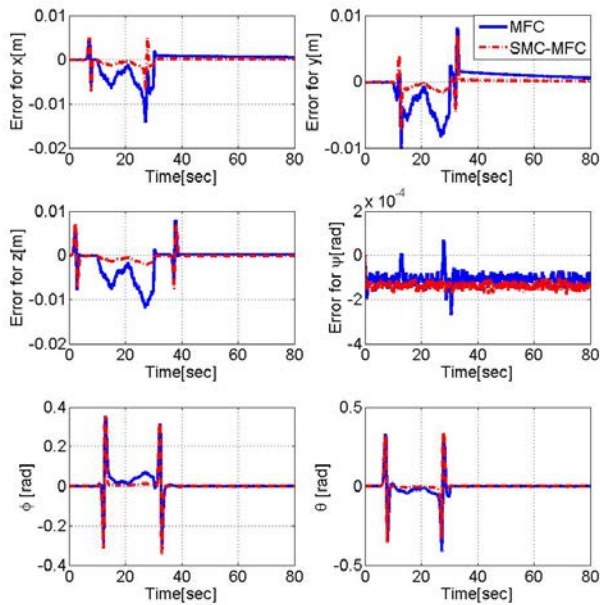 0.01
0
-0.01
-0.02
Error for x[m]
0 20 40 60 80
Time[sec]
0.01
0
-0.01
Error for y[m]
MFC
SMC-MFC
0 20 40 60 80
Time[sec]
0.01
0
-0.01
-0.02
Error for z[m]
0 20 40 60 80
Time[sec]
x 10⁻⁴
2
0
-2
-4
Error for ψ[rad]
0 20 40 60 80
Time[sec]
0.4
0.2
0
-0.2
-0.4
ϕ [rad]
0 20 40 60 80
Time[sec]
0.5
0
-0.5
θ [rad]
0 20 40 60 80
Time[sec]